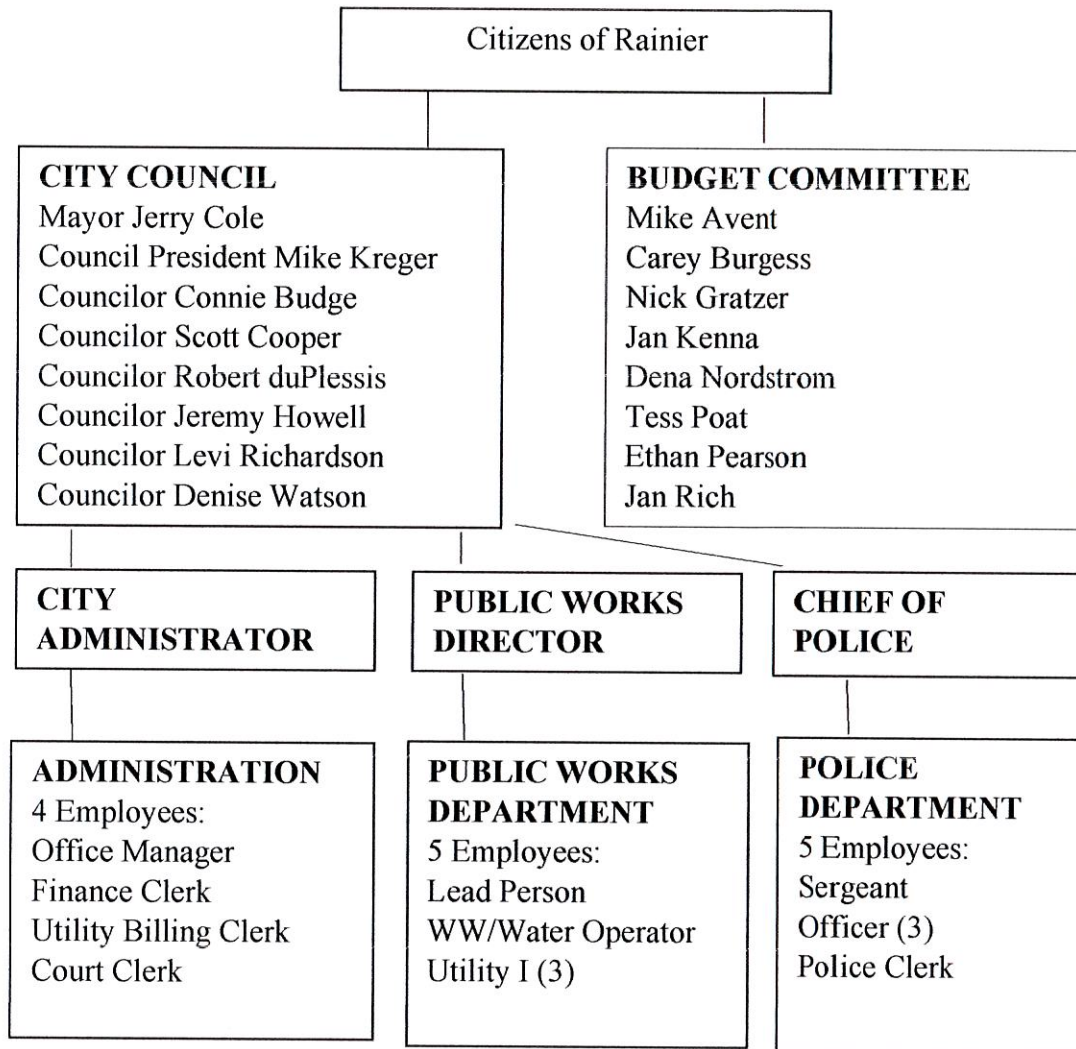 Citizens of Rainier
CITY COUNCIL
Mayor Jerry Cole
Council President Mike Kreger
Councilor Connie Budge
Councilor Scott Cooper
Councilor Robert duPlessis
Councilor Jeremy Howell
Councilor Levi Richardson
Councilor Denise Watson
BUDGET COMMITTEE
Mike Avent
Carey Burgess
Nick Gratzer
Jan Kenna
Dena Nordstrom
Tess Poat
Ethan Pearson
Jan Rich
CITY
ADMINISTRATOR
PUBLIC WORKS
DIRECTOR
CHIEF OF
POLICE
ADMINISTRATION
4 Employees:
Office Manager
Finance Clerk
Utility Billing Clerk
Court Clerk
PUBLIC WORKS
DEPARTMENT
5 Employees:
Lead Person
WW/Water Operator
Utility I (3)
POLICE
DEPARTMENT
5 Employees:
Sergeant
Officer (3)
Police Clerk